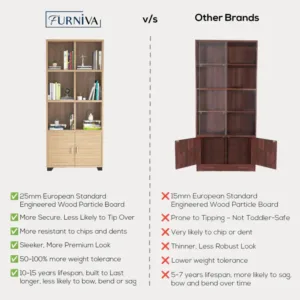 FURNIVA
v/s
Other Brands
25mm European Standard
Engineered Wood Particle Board
More Secure, Less Likely to Tip Over
More resistant to chips and dents
Sleeker, More Premium Look
50-100% more weight tolerance
10-15 years lifespan, built to Last
longer, less likely to bow, bend or sag
15mm European Standard
Engineered Wood Particle Board
Prone to Tipping - Not Toddler-Safe
Very likely to chip or dent
Thinner, Less Robust Look
Lower weight tolerance
5-7 years lifespan, more likely to sag,
bow and bend over time